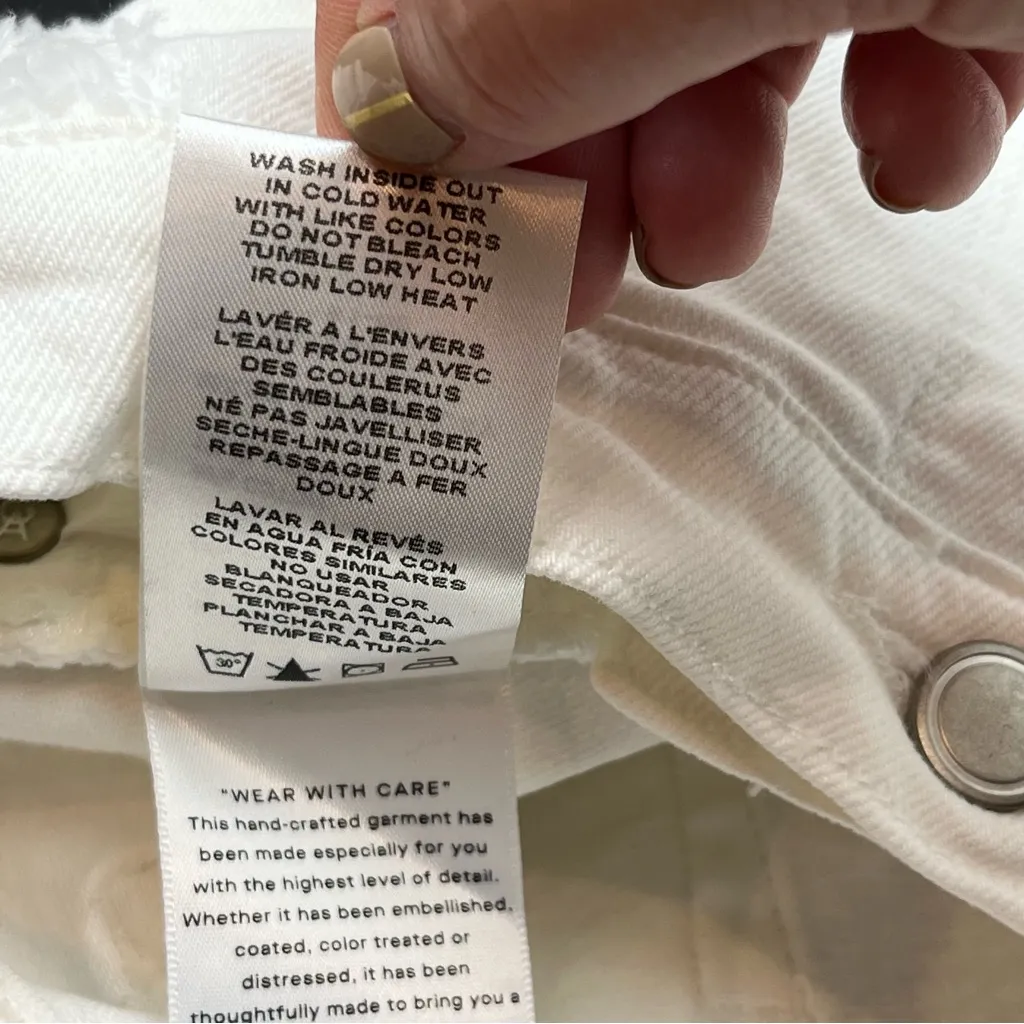 WASH INSIDE OUT
IN COLD WATER
WITH LIKE COLORS
DO NOT BLEACH
TUMBLE DRY LOW
IRON LOW HEAT
LAVÉR A L'ENVERS
L'EAU FROIDE AVEC
DES COULERUS
SEMBLABLES
NÉ PAS JAVELLISER
SECHE-LINGUE DOUX
REPASSAGE A FER
DOUX
LAVAR AL REVÉS
EN AGUA FRÍA CON
COLORES SIMILARES
NO USAR
BLANQUEADOR
SECADORA A BAJA
TEMPERATURA
PLANCHAR A BAJA
TEMPERATURA
30°
"WEAR WITH CARE"
This hand-crafted garment has
been made especially for you
with the highest level of detail.
Whether it has been embellished,
coated, color treated or
distressed, it has been
thoughtfully made to bring you a